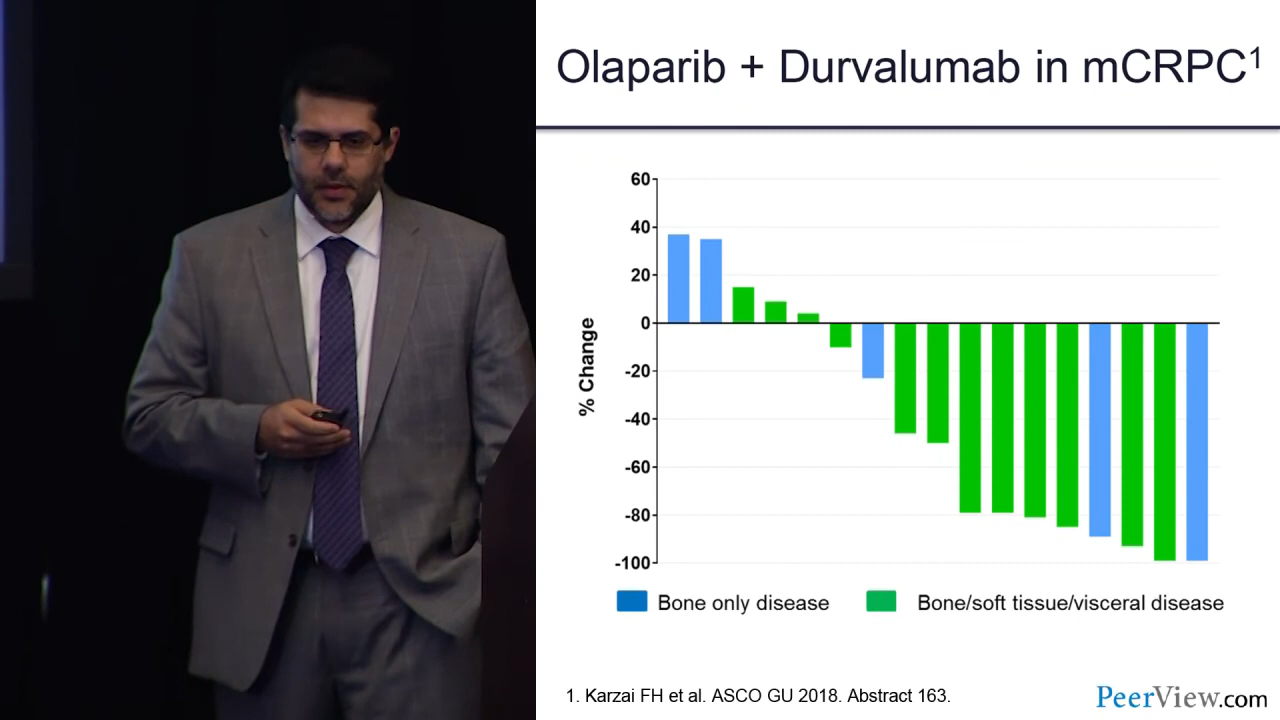 Olaparib + Durvalumab in mCRPC1
60
40
20
0
-20
-40
-60
-80
-100
% Change
Bone only disease
Bone/soft tissue/visceral disease
1. Karzai FH et al. ASCO GU 2018. Abstract 163.
PeerView.com